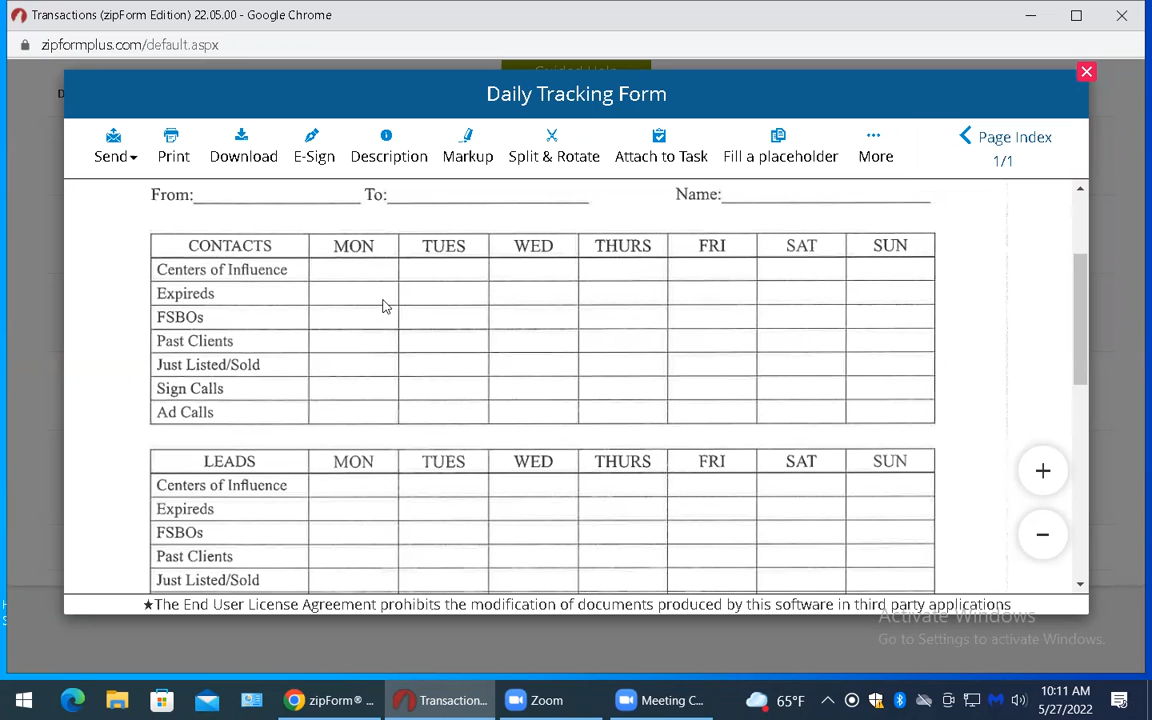 Transactions (zipForm Edition) 22.05.00 - Google Chrome
zipformplus.com/default.aspx
Daily Tracking Form
Send Print Download E-Sign Description Markup Split & Rotate Attach to Task Fill a placeholder More
Page Index
1/1
From: To: Name:
CONTACTS MON TUES WED THURS FRI SAT SUN
Centers of Influence
Expireds
FSBOs
Past Clients
Just Listed/Sold
Sign Calls
Ad Calls
LEADS MON TUES WED THURS FRI SAT SUN
Centers of Influence
Expireds
FSBOs
Past Clients
Just Listed/Sold
★The End User License Agreement prohibits the modification of documents produced by this software in third party applications
Activate Windows
Go to Settings to activate Windows.
zipForm® ... Transaction... Zoom Meeting C... 65°F
10:11 AM
5/27/2022